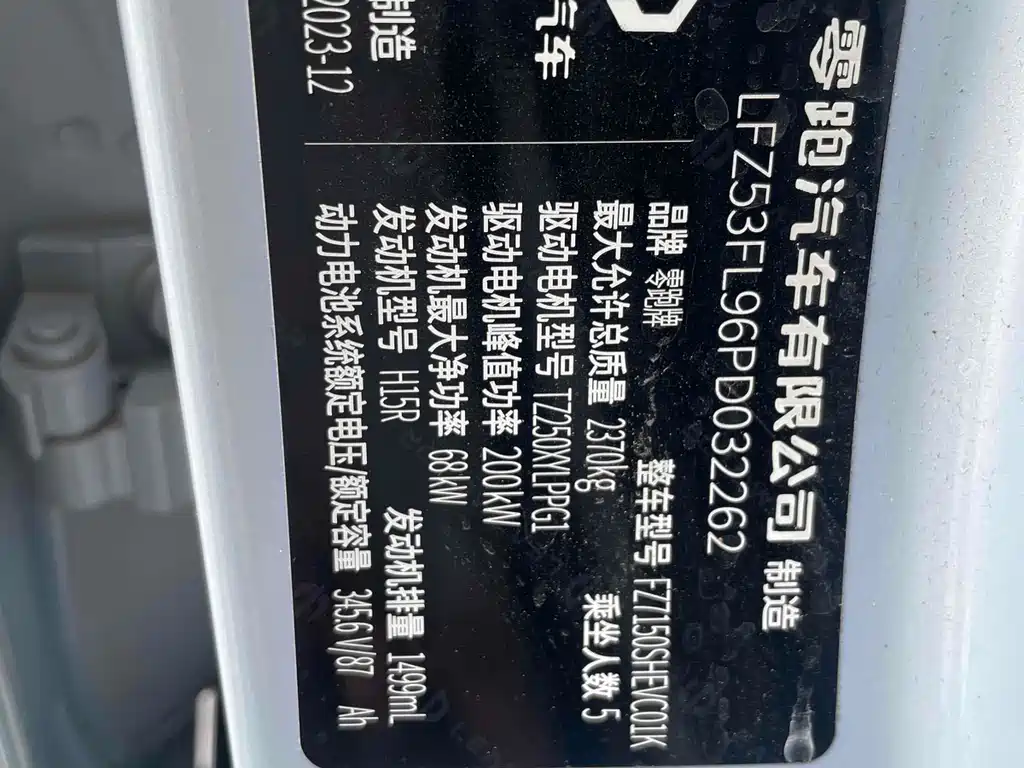 零跑汽车有限公司 制造
LFZ53FL96PD032262
汽车
品牌 零跑牌 整车型号 FZ7150SHEVC01K
最大允许总质量 2370kg 乘坐人数 5
驱动电机型号 TZ250XYLPPG1
驱动电机峰值功率 200kW
发动机最大净功率 68kW
发动机型号 H15R 发动机排量 1499mL
动力电池系统额定电压/额定容量 345.6V/87 Ah
制造
2023-12